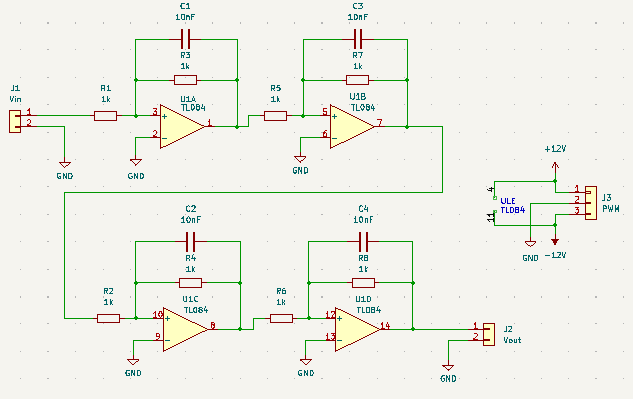 C1
10nF
R3
1k
C3
10nF
R7
1k
J1
Vin
1
2
R1
1k
U1A
TL084
3
+
2
-
1
R5
1k
U1B
TL084
5
+
6
-
7
GND
GND
GND
+12V
4
ULE
TL084
11
1
2
3
J3
PWM
GND
-12V
C2
10nF
R4
1k
C4
10nF
R8
1k
R2
1k
U1C
TL084
10
+
9
-
8
R6
1k
U1D
TL084
12
+
13
-
14
1
2
J2
Vout
GND
GND
GND